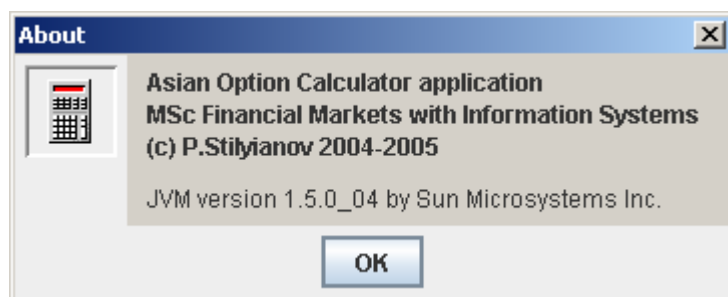 About
Asian Option Calculator application
MSc Financial Markets with Information Systems
(c) P.Stilyianov 2004-2005
JVM version 1.5.0_04 by Sun Microsystems Inc.
OK